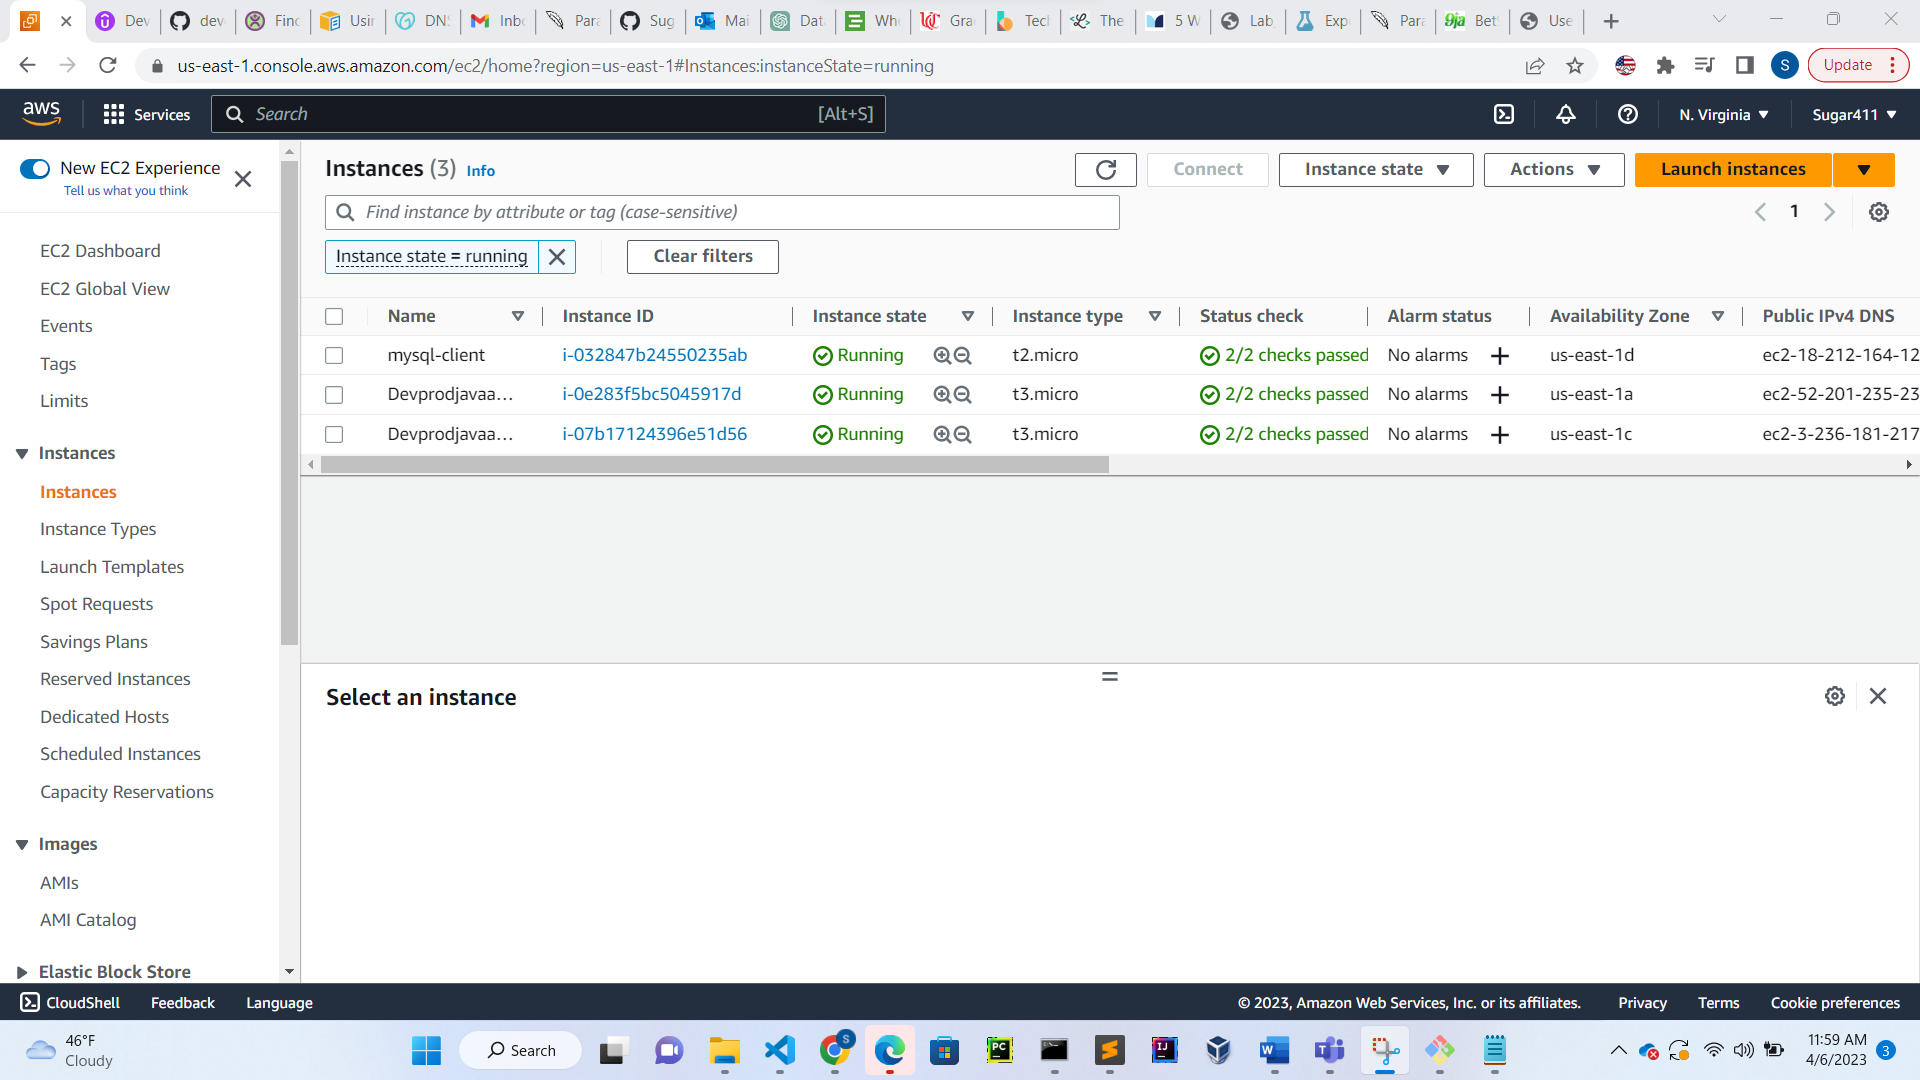 Dev
dev
Find
Usin
DNS
Inbo
Para
Sug
Mai
Data
Who
Grad
Tech
The
5 W
Lab
Exp
Para
Bet
Use
us-east-1.console.aws.amazon.com/ec2/home?region=us-east-1#Instances:instanceState=running
S
Update
aws
Services
Search
[Alt+S]
N. Virginia
Sugar411
New EC2 Experience
Tell us what you think
EC2 Dashboard
EC2 Global View
Events
Tags
Limits
Instances
Instances
Instance Types
Launch Templates
Spot Requests
Savings Plans
Reserved Instances
Dedicated Hosts
Scheduled Instances
Capacity Reservations
Images
AMIs
AMI Catalog
Elastic Block Store
Instances (3) Info
Connect
Instance state
Actions
Launch instances
Find instance by attribute or tag (case-sensitive)
1
Instance state = running
Clear filters
Name Instance ID Instance state Instance type Status check Alarm status Availability Zone Public IPv4 DNS
mysql-client i-032847b24550235ab Running t2.micro 2/2 checks passed No alarms us-east-1d ec2-18-212-164-12
Devprodjavaa... i-0e283f5bc5045917d Running t3.micro 2/2 checks passed No alarms us-east-1a ec2-52-201-235-23
Devprodjavaa... i-07b17124396e51d56 Running t3.micro 2/2 checks passed No alarms us-east-1c ec2-3-236-181-217
Select an instance
CloudShell Feedback Language
© 2023, Amazon Web Services, Inc. or its affiliates. Privacy Terms Cookie preferences
46°F
Cloudy
Search
11:59 AM
4/6/2023
3